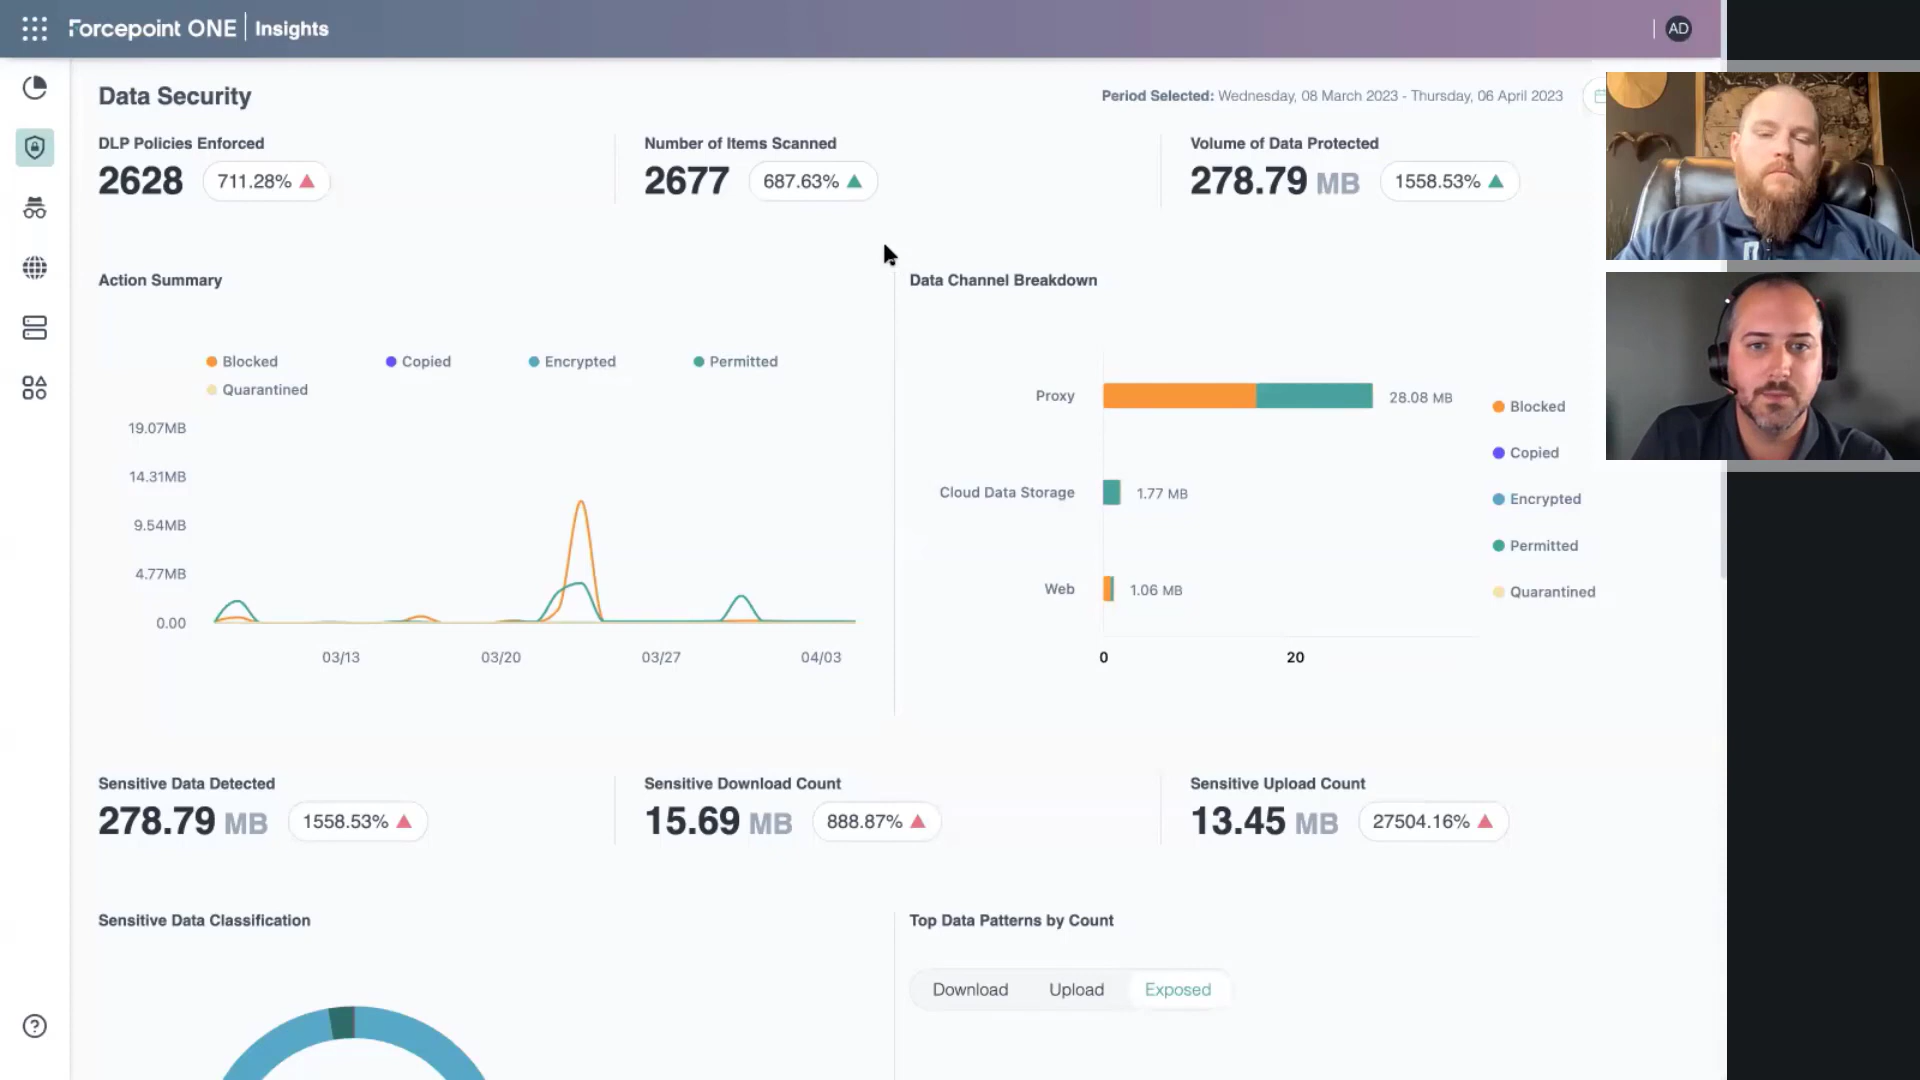 Forcepoint ONE | Insights
AD
Data Security
Period Selected: Wednesday, 08 March 2023 - Thursday, 06 April 2023
DLP Policies Enforced
2628 711.28%
Number of Items Scanned
2677 687.63%
Volume of Data Protected
278.79 MB 1558.53%
Action Summary
Blocked Copied Encrypted Permitted
Quarantined
19.07MB
14.31MB
9.54MB
4.77MB
0.00
03/13 03/20 03/27 04/03
Data Channel Breakdown
Proxy 28.08 MB
Cloud Data Storage 1.77 MB
Web 1.06 MB
0 20
Blocked
Copied
Encrypted
Permitted
Quarantined
Sensitive Data Detected
278.79 MB 1558.53%
Sensitive Download Count
15.69 MB 888.87%
Sensitive Upload Count
13.45 MB 27504.16%
Sensitive Data Classification
Top Data Patterns by Count
Download Upload Exposed
?